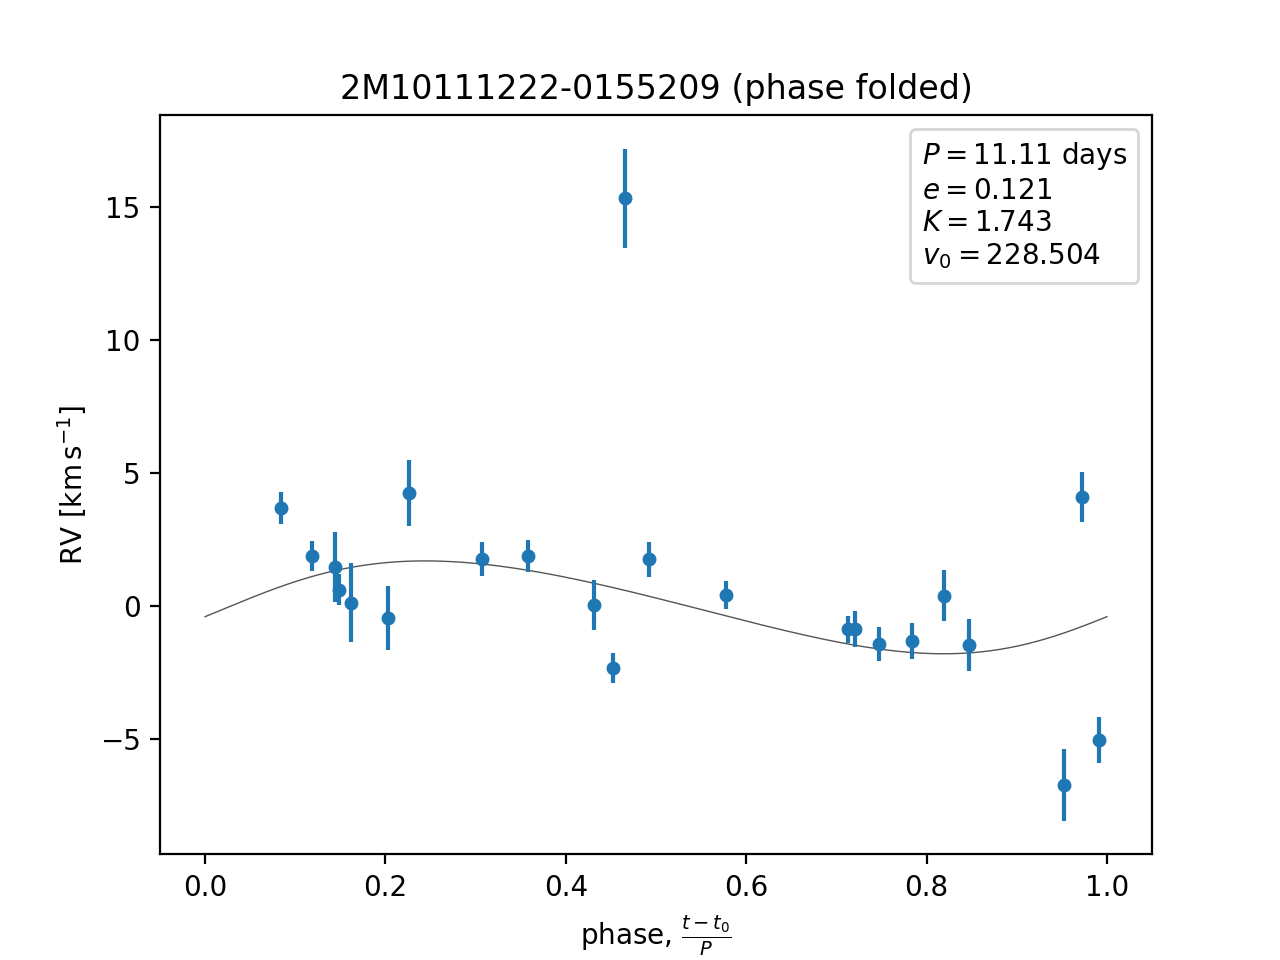 2M10111222-0155209 (phase folded)
P = 11.11 days
e = 0.121
K = 1.743
v₀ = 228.504
RV [km s⁻¹]
15
10
5
0
−5
0.0 0.2 0.4 0.6 0.8 1.0
phase, (t − t₀)/P